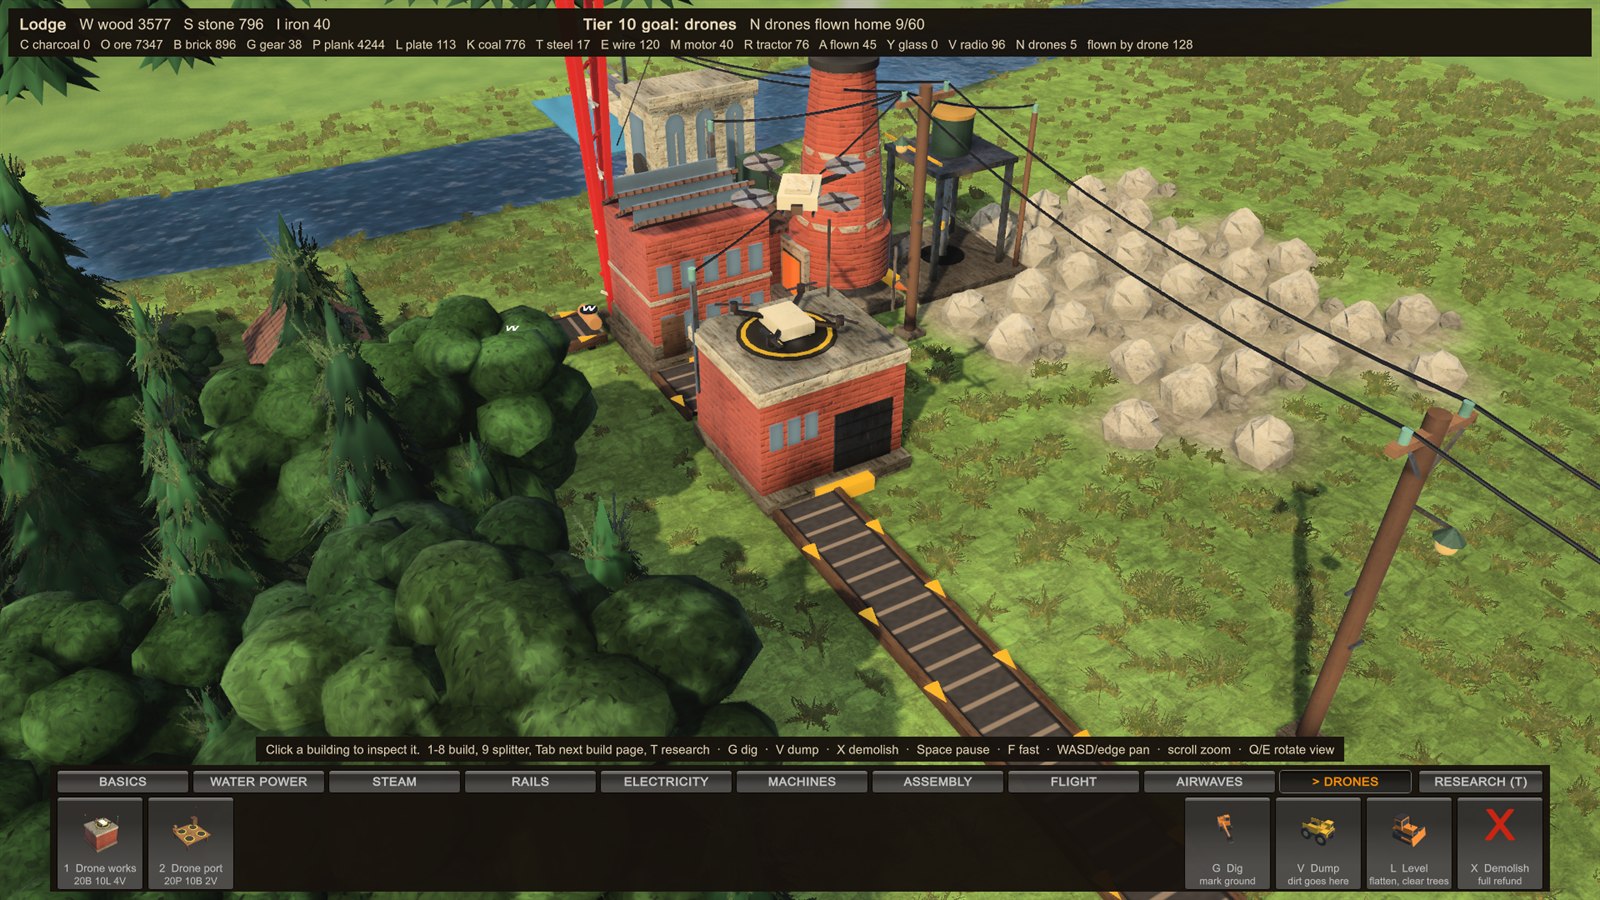 Lodge W wood 3577 S stone 796 I iron 40
Tier 10 goal: drones N drones flown home 9/60
C charcoal 0 O ore 7347 B brick 896 G gear 38 P plank 4244 L plate 113 K coal 776 T steel 17 E wire 120 M motor 40 R tractor 76 A flown 45 Y glass 0 V radio 96 N drones 5 flown by drone 128
W
W
Click a building to inspect it. 1-8 build, 9 splitter, Tab next build page, T research · G dig · V dump · X demolish · Space pause · F fast · WASD/edge pan · scroll zoom · Q/E rotate view
BASICS
WATER POWER
STEAM
RAILS
ELECTRICITY
MACHINES
ASSEMBLY
FLIGHT
AIRWAVES
> DRONES
RESEARCH (T)
1 Drone works
20B 10L 4V
2 Drone port
20P 10B 2V
G Dig
mark ground
V Dump
dirt goes here
L Level
flatten, clear trees
X Demolish
full refund